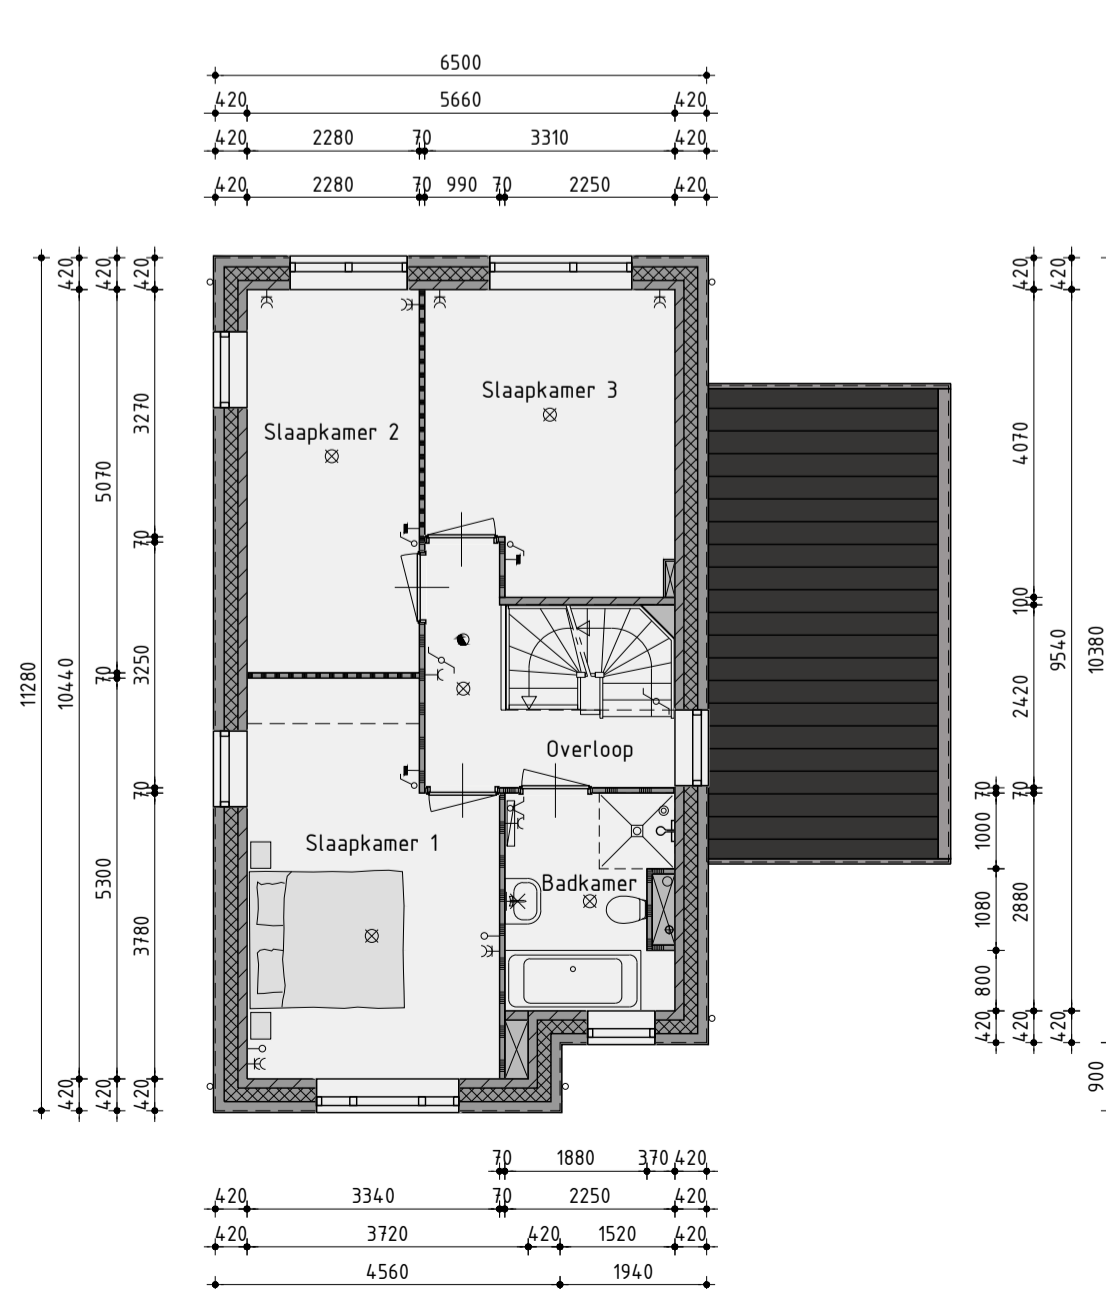 6500
420 5660 420
420 2280 70 3310 420
420 2280 70 990 70 2250 420
11280
420 10440 420
420 5070 70 5300 420
420 3270 70 3250 70 3780 420
Slaapkamer 3
Slaapkamer 2
Overloop
Slaapkamer 1
Badkamer
70 1000 1080 800 420
420 4070 100 2420 70 2880 420
420 9540 420
10380 900
70 1880 370 420
420 3340 70 2250 420
420 3720 420 1520 420
4560 1940